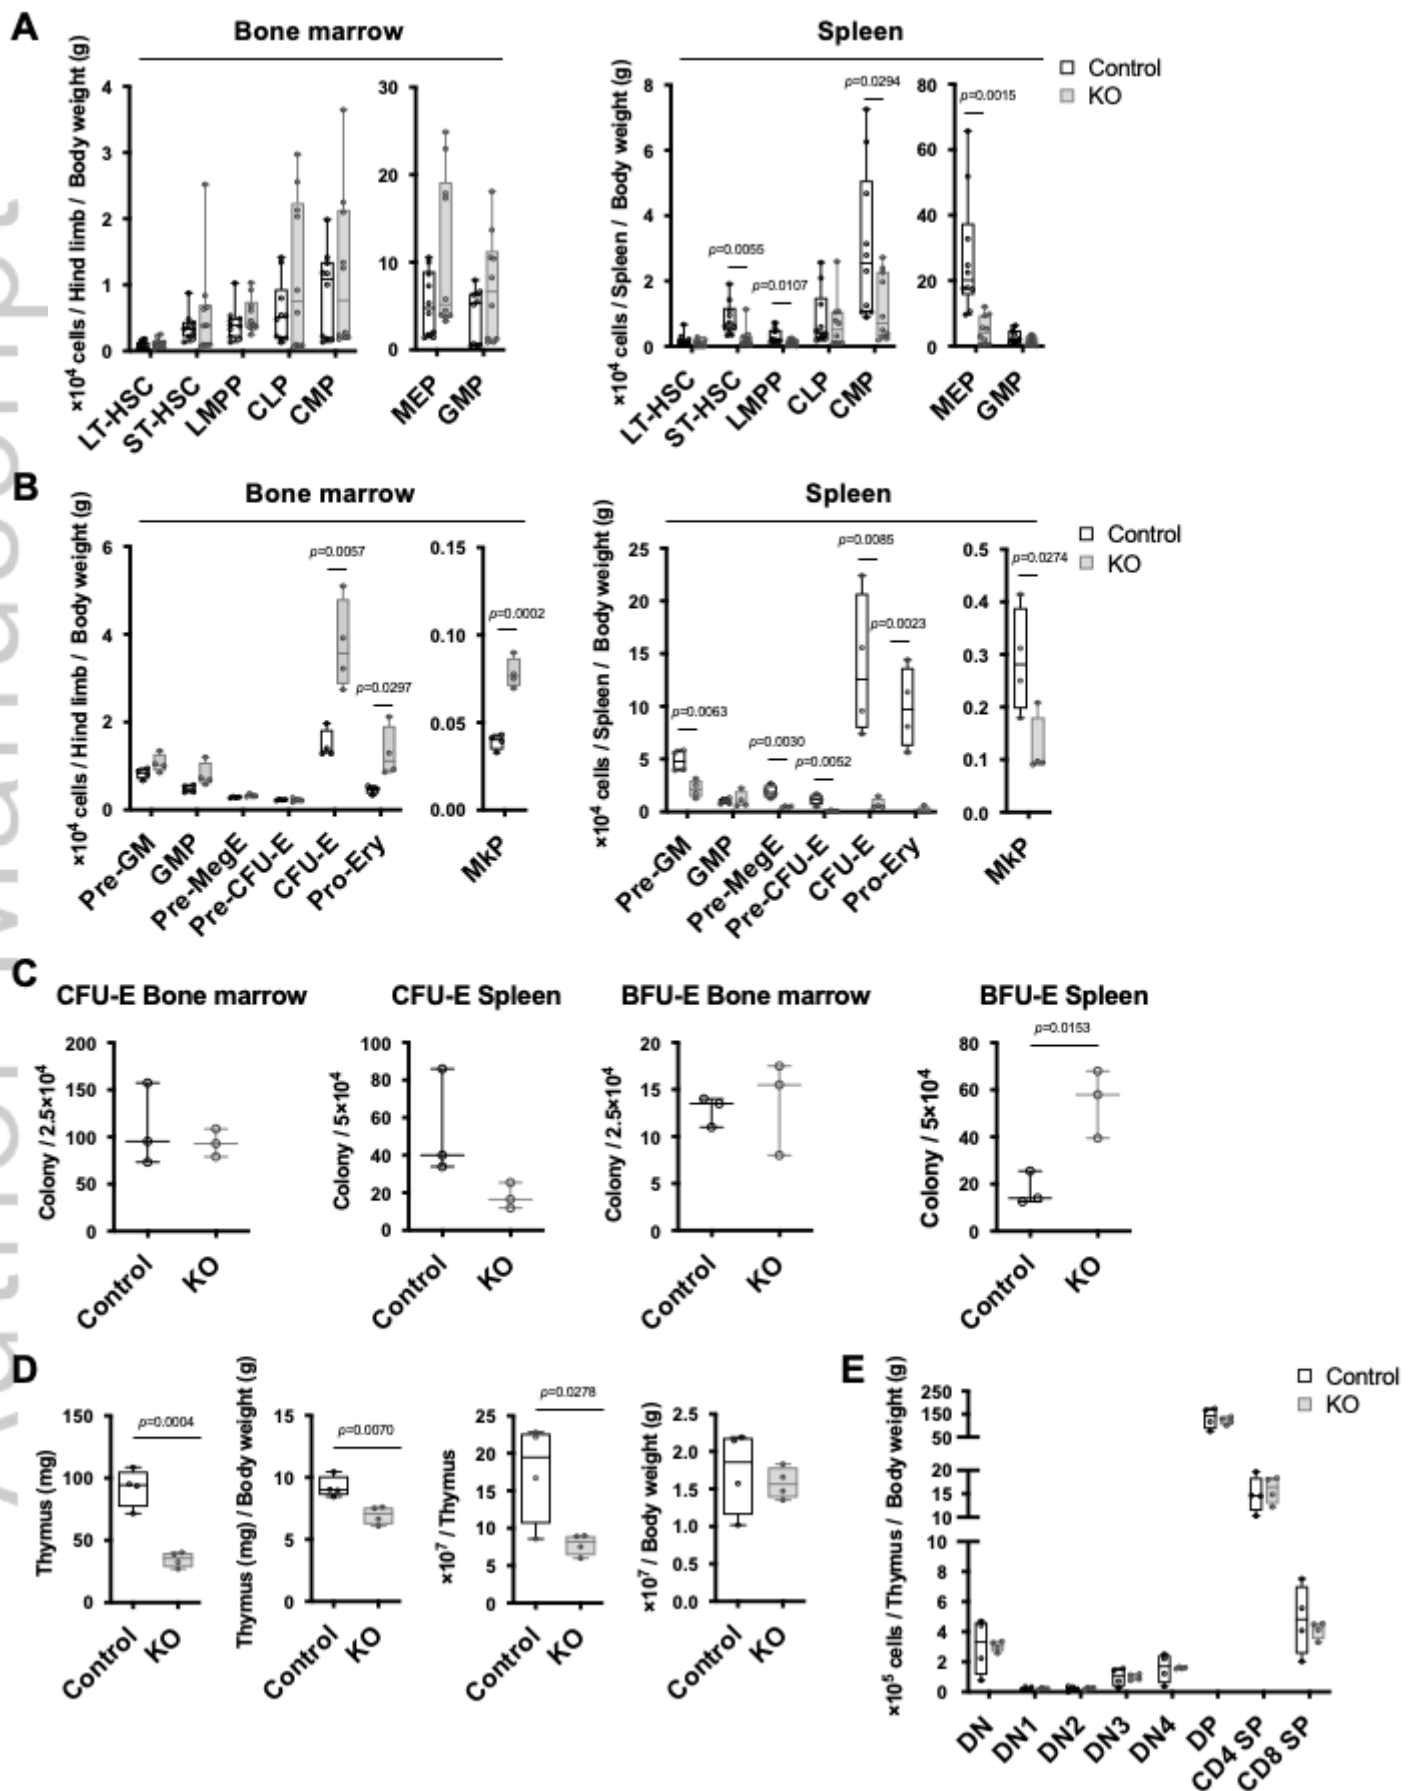 A
Bone marrow
Spleen
Control
KO
×10⁴ cells / Hind limb / Body weight (g)
4
3
2
1
0
30
20
10
0
LT-HSC
ST-HSC
LMPP
CLP
CMP
MEP
GMP
×10⁴ cells / Spleen / Body weight (g)
8
6
4
2
0
p=0.0055
p=0.0107
p=0.0294
80
60
40
20
0
p=0.0015
LT-HSC
ST-HSC
LMPP
CLP
CMP
MEP
GMP
B
Bone marrow
Spleen
Control
KO
×10⁴ cells / Hind limb / Body weight (g)
6
4
2
0
p=0.0057
p=0.0297
0.15
0.10
0.05
0.00
p=0.0002
Pre-GM
GMP
Pre-MegE
Pre-CFU-E
CFU-E
Pro-Ery
MkP
×10⁴ cells / Spleen / Body weight (g)
25
20
15
10
5
0
p=0.0063
p=0.0030
p=0.0052
p=0.0085
p=0.0023
0.5
0.4
0.3
0.2
0.1
0.0
p=0.0274
Pre-GM
GMP
Pre-MegE
Pre-CFU-E
CFU-E
Pro-Ery
MkP
C
CFU-E Bone marrow
Colony / 2.5×10⁴
200
150
100
50
0
Control
KO
CFU-E Spleen
Colony / 5×10⁴
100
80
60
40
20
0
Control
KO
BFU-E Bone marrow
Colony / 2.5×10⁴
20
15
10
5
0
Control
KO
BFU-E Spleen
Colony / 5×10⁴
80
60
40
20
0
p=0.0153
Control
KO
D
Thymus (mg)
150
100
50
0
p=0.0004
Control
KO
Thymus (mg) / Body weight (g)
15
10
5
0
p=0.0070
Control
KO
×10⁷ / Thymus
25
20
15
10
5
0
p=0.0278
Control
KO
×10⁷ / Body weight (g)
2.5
2.0
1.5
1.0
0.5
0.0
Control
KO
E
Control
KO
×10⁵ cells / Thymus / Body weight (g)
250
150
50
20
15
10
10
8
6
4
2
0
DN
DN1
DN2
DN3
DN4
DP
CD4 SP
CD8 SP